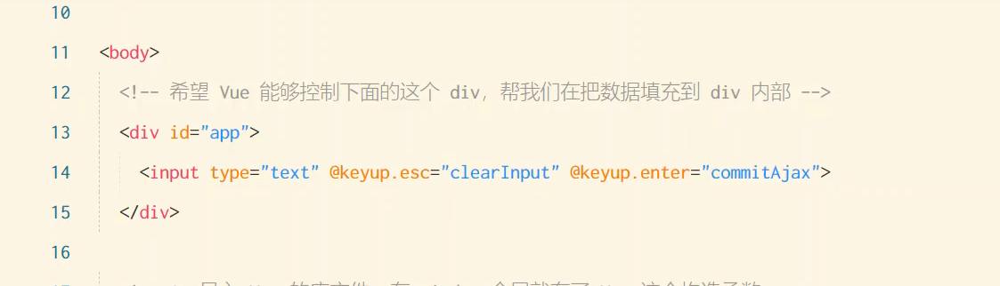 10
11 <body>
12 <!-- 希望 Vue 能够控制下面的这个 div，帮我们在把数据填充到 div 内部 -->
13 <div id="app">
14 <input type="text" @keyup.esc="clearInput" @keyup.enter="commitAjax">
15 </div>
16